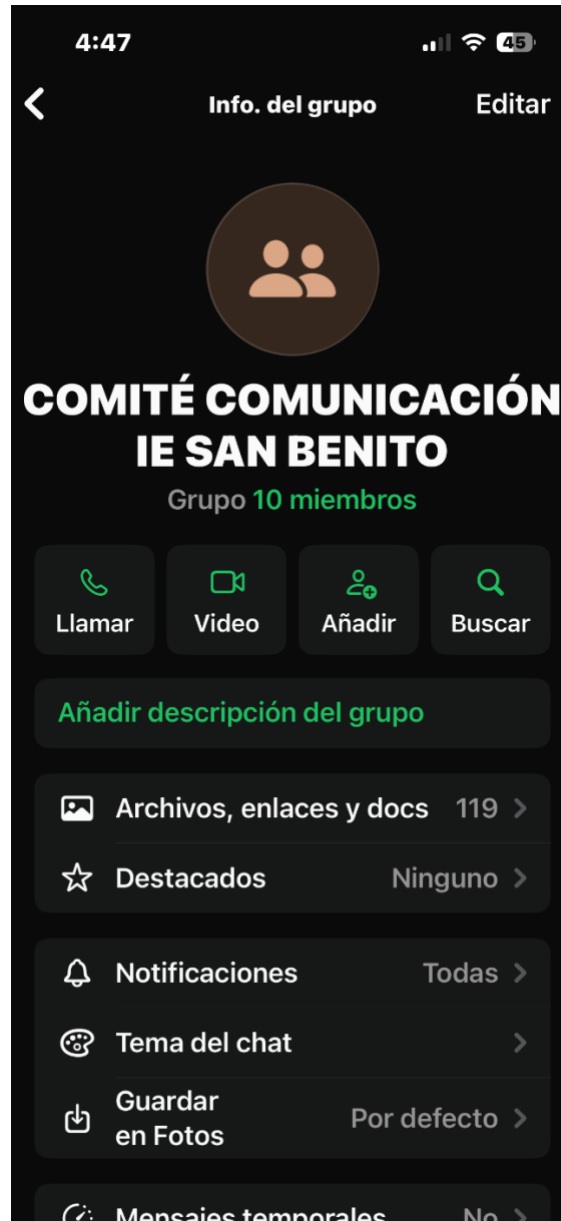 4:47
45
Info. del grupo
Editar
COMITÉ COMUNICACIÓN
IE SAN BENITO
Grupo 10 miembros
Llamar
Video
Añadir
Buscar
Añadir descripción del grupo
Archivos, enlaces y docs 119
Destacados Ninguno
Notificaciones Todas
Tema del chat
Guardar
en Fotos
Por defecto
Mensajes temporales No